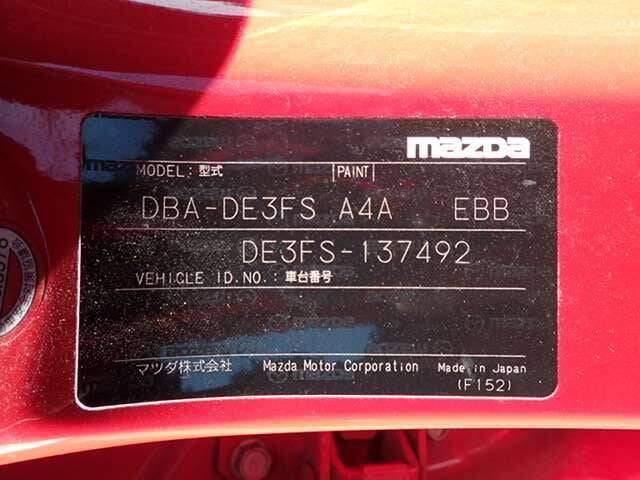 mazda
MODEL: 型式 PAINT
DBA-DE3FS A4A EBB
DE3FS-137492
VEHICLE ID.NO.: 車台番号
マツダ株式会社 Mazda Motor Corporation Made in Japan
(F152)